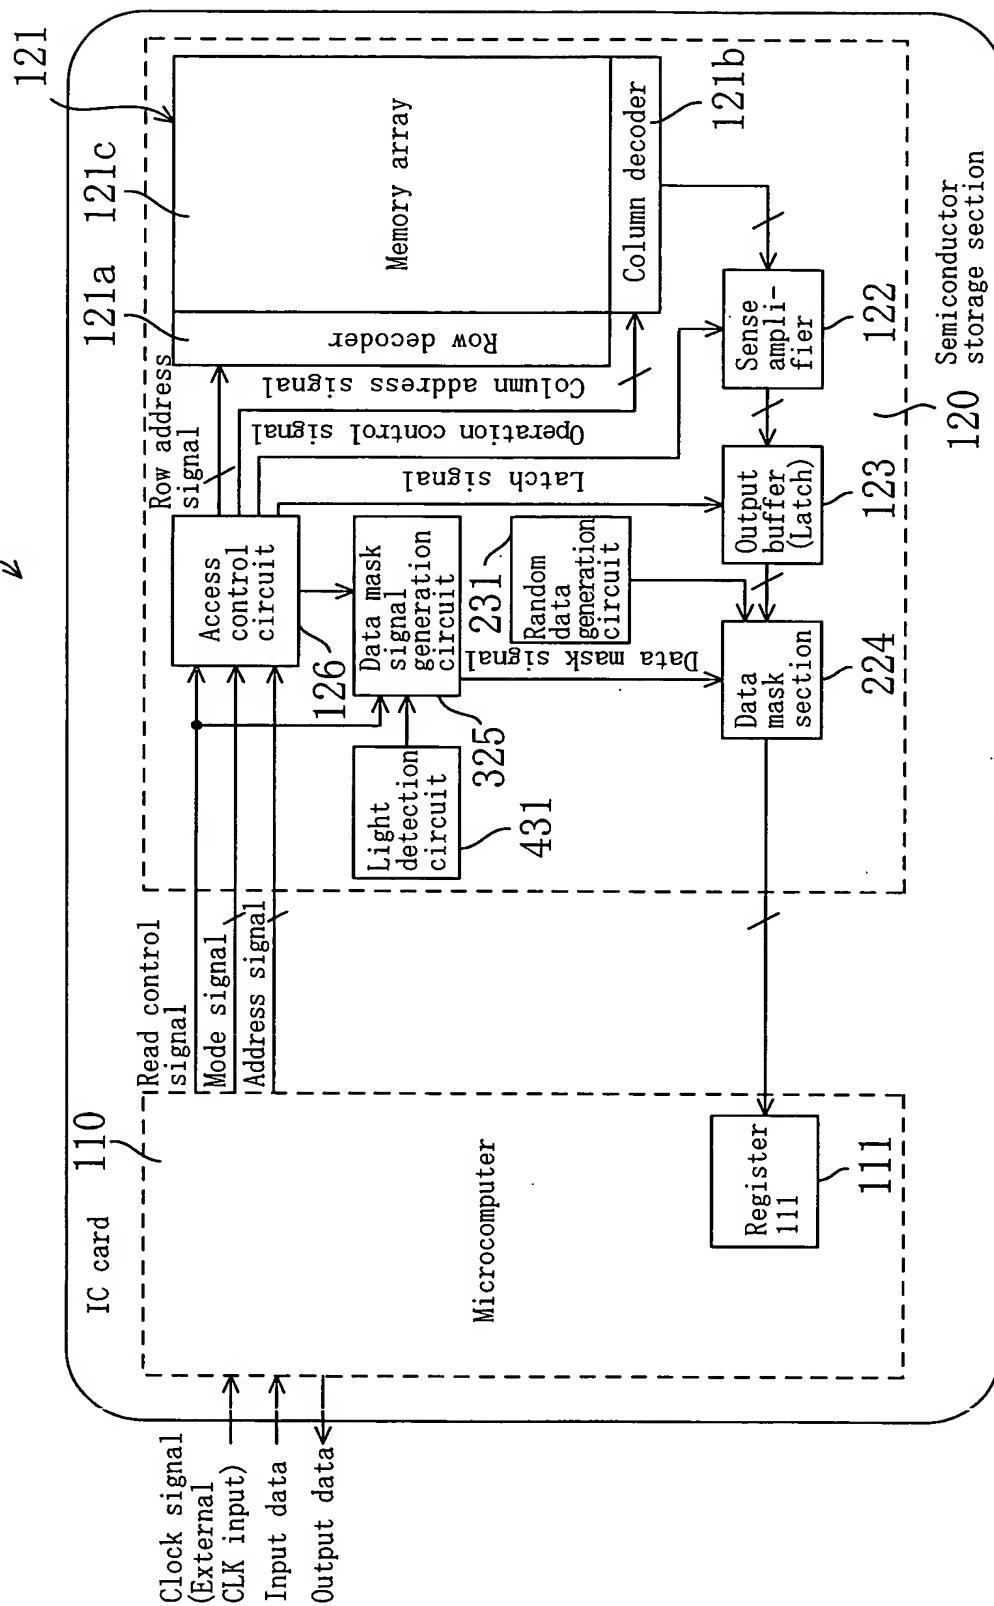 121
IC card
110
121a
121c
Clock signal
(External
CLK input)
Input data
Output data
Read control
signal
Mode signal
Address signal
Row address
signal
Access
control
circuit
126
Column address signal
Operation control signal
Latch signal
Row decoder
Memory array
Column decoder
121b
Light
detection
circuit
431
Data mask
signal
generation
circuit
325
231
Random data
generation
circuit
Data mask signal
Microcomputer
Register
111
111
Data
mask
section
224
Output
buffer
(Latch)
123
Sense
ampli-
fier
122
120
Semiconductor
storage section